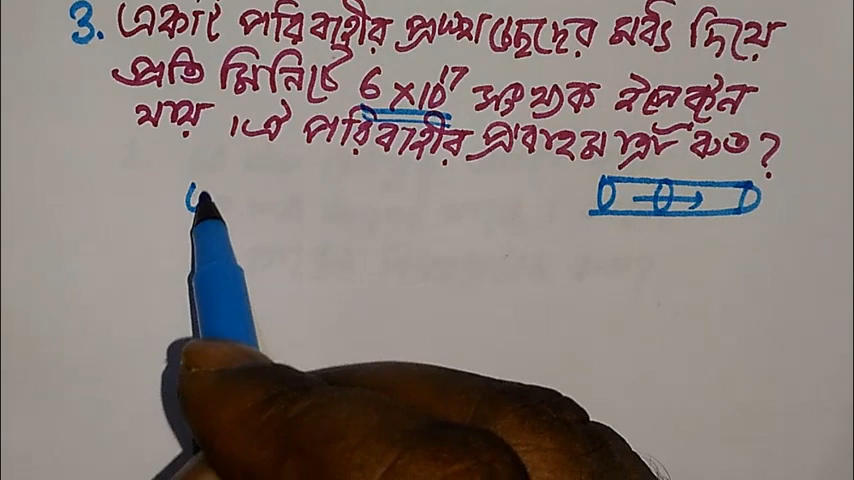 3. একটি পরিবাহীর প্রস্থচ্ছেদের মধ্য দিয়ে
প্রতি মিনিটে 6×10¹⁷ সংখ্যক ইলেকট্রন
যায় । ঐ পরিবাহীর প্রবাহমাত্রা কত ?